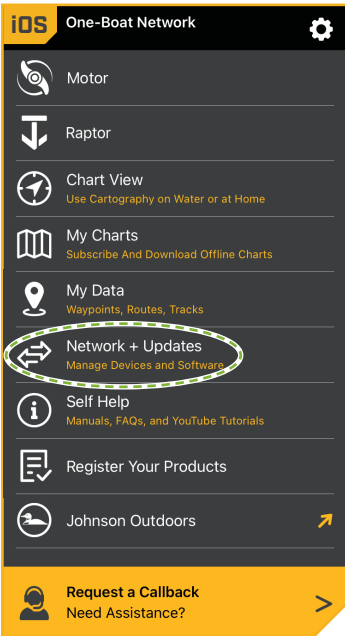 iOS One-Boat Network
Motor
Raptor
Chart View
Use Cartography on Water or at Home
My Charts
Subscribe And Download Offline Charts
My Data
Waypoints, Routes, Tracks
Network + Updates
Manage Devices and Software
Self Help
Manuals, FAQs, and YouTube Tutorials
Register Your Products
Johnson Outdoors
Request a Callback
Need Assistance?